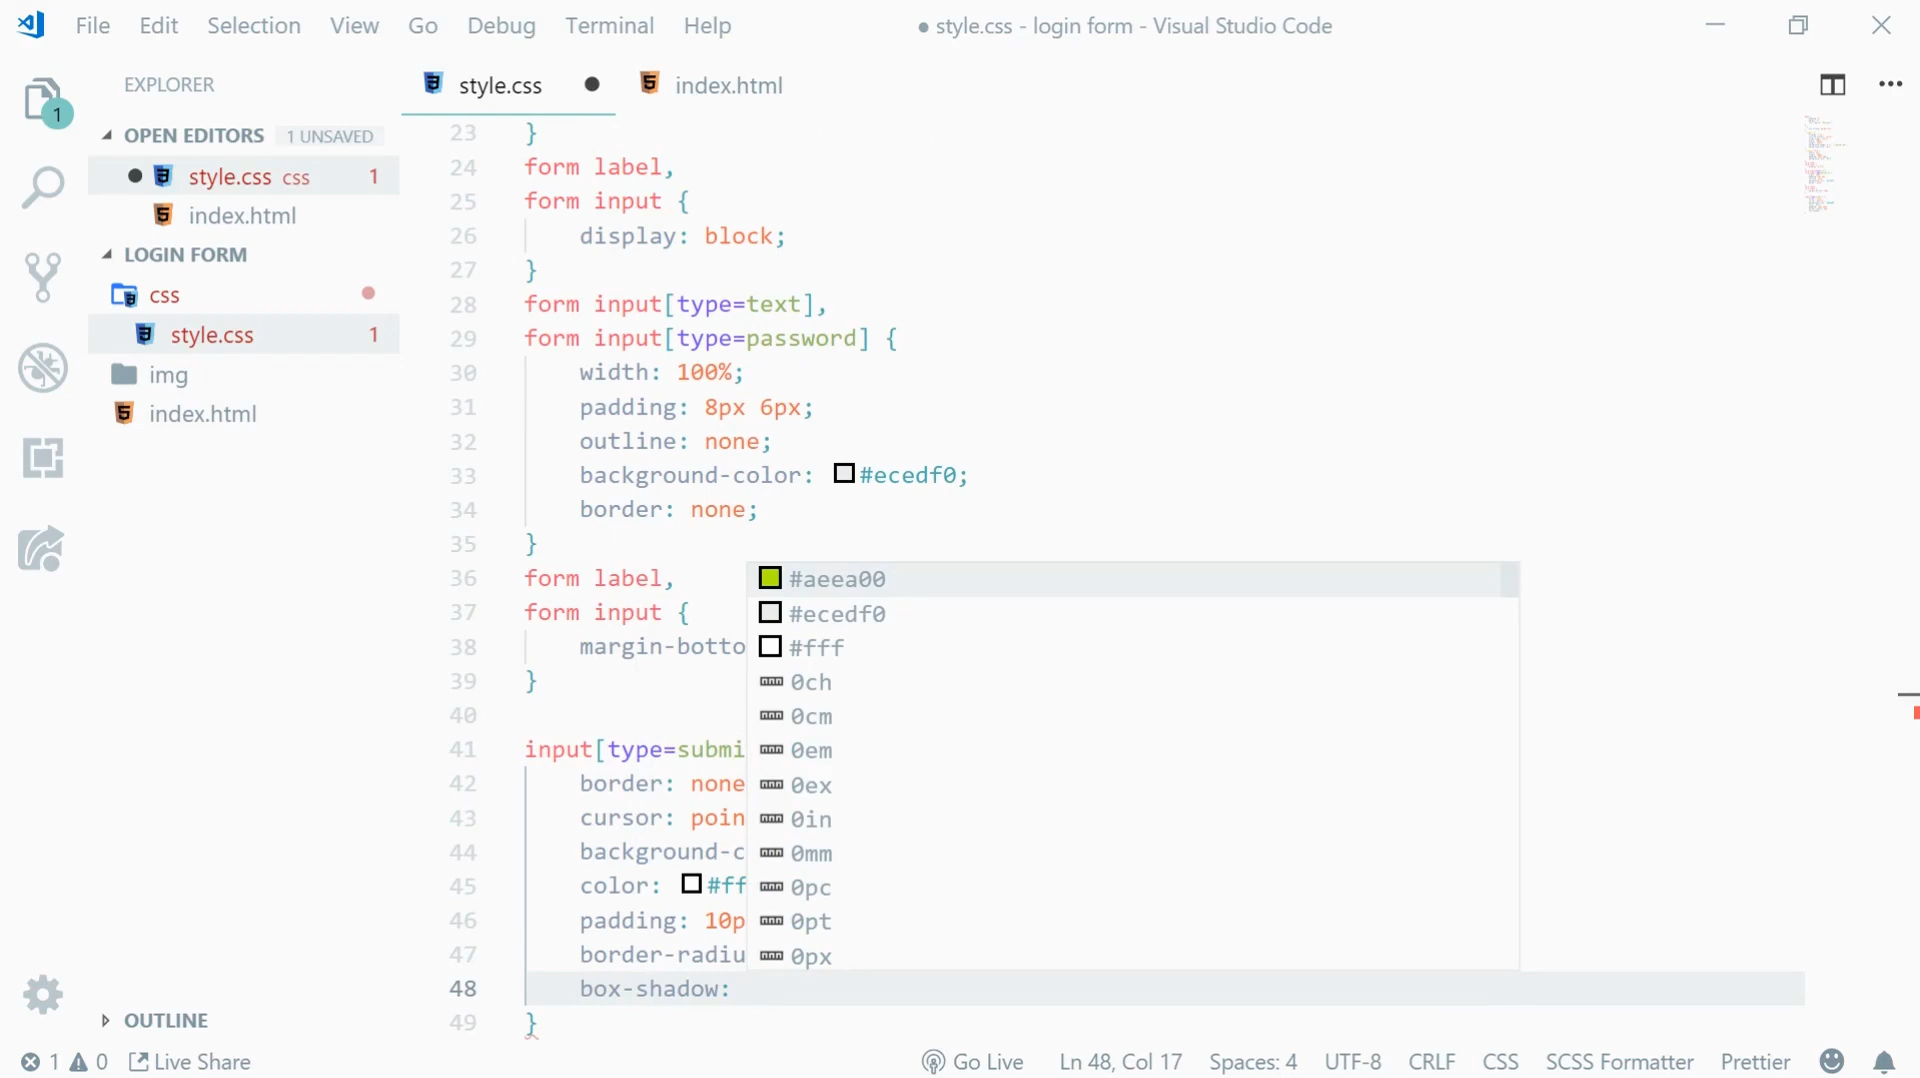 File Edit Selection View Go Debug Terminal Help
● style.css - login form - Visual Studio Code
EXPLORER
style.css
index.html
1
OPEN EDITORS 1 UNSAVED
style.css css 1
index.html
LOGIN FORM
css
style.css 1
img
index.html
OUTLINE
23 }
24 form label,
25 form input {
26 display: block;
27 }
28 form input[type=text],
29 form input[type=password] {
30 width: 100%;
31 padding: 8px 6px;
32 outline: none;
33 background-color: #ecedf0;
34 border: none;
35 }
36 form label,
37 form input {
38 margin-botto
39 }
40
41 input[type=submi
42 border: none
43 cursor: poin
44 background-c
45 color: #ff
46 padding: 10p
47 border-radiu
48 box-shadow:
49 }
#aeea00
#ecedf0
#fff
0ch
0cm
0em
0ex
0in
0mm
0pc
0pt
0px
1 0 Live Share
Go Live Ln 48, Col 17 Spaces: 4 UTF-8 CRLF CSS SCSS Formatter Prettier